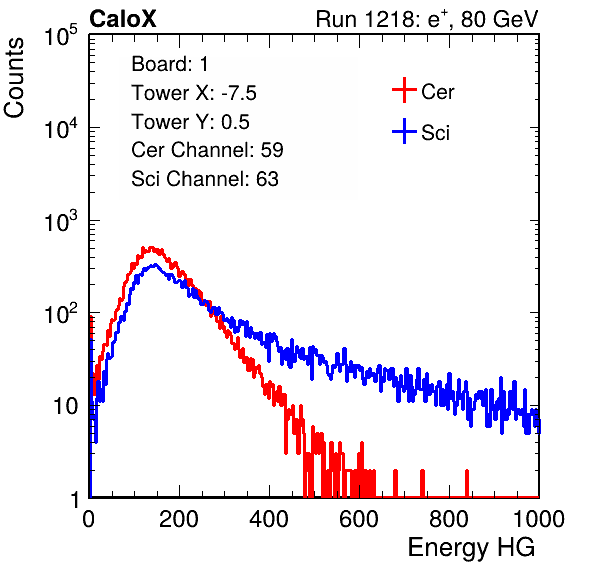 CaloX
Run 1218: e⁺, 80 GeV
Board: 1
Tower X: -7.5
Tower Y: 0.5
Cer Channel: 59
Sci Channel: 63
Cer
Sci
Counts
10⁵
10⁴
10³
10²
10
1
0 200 400 600 800 1000
Energy HG